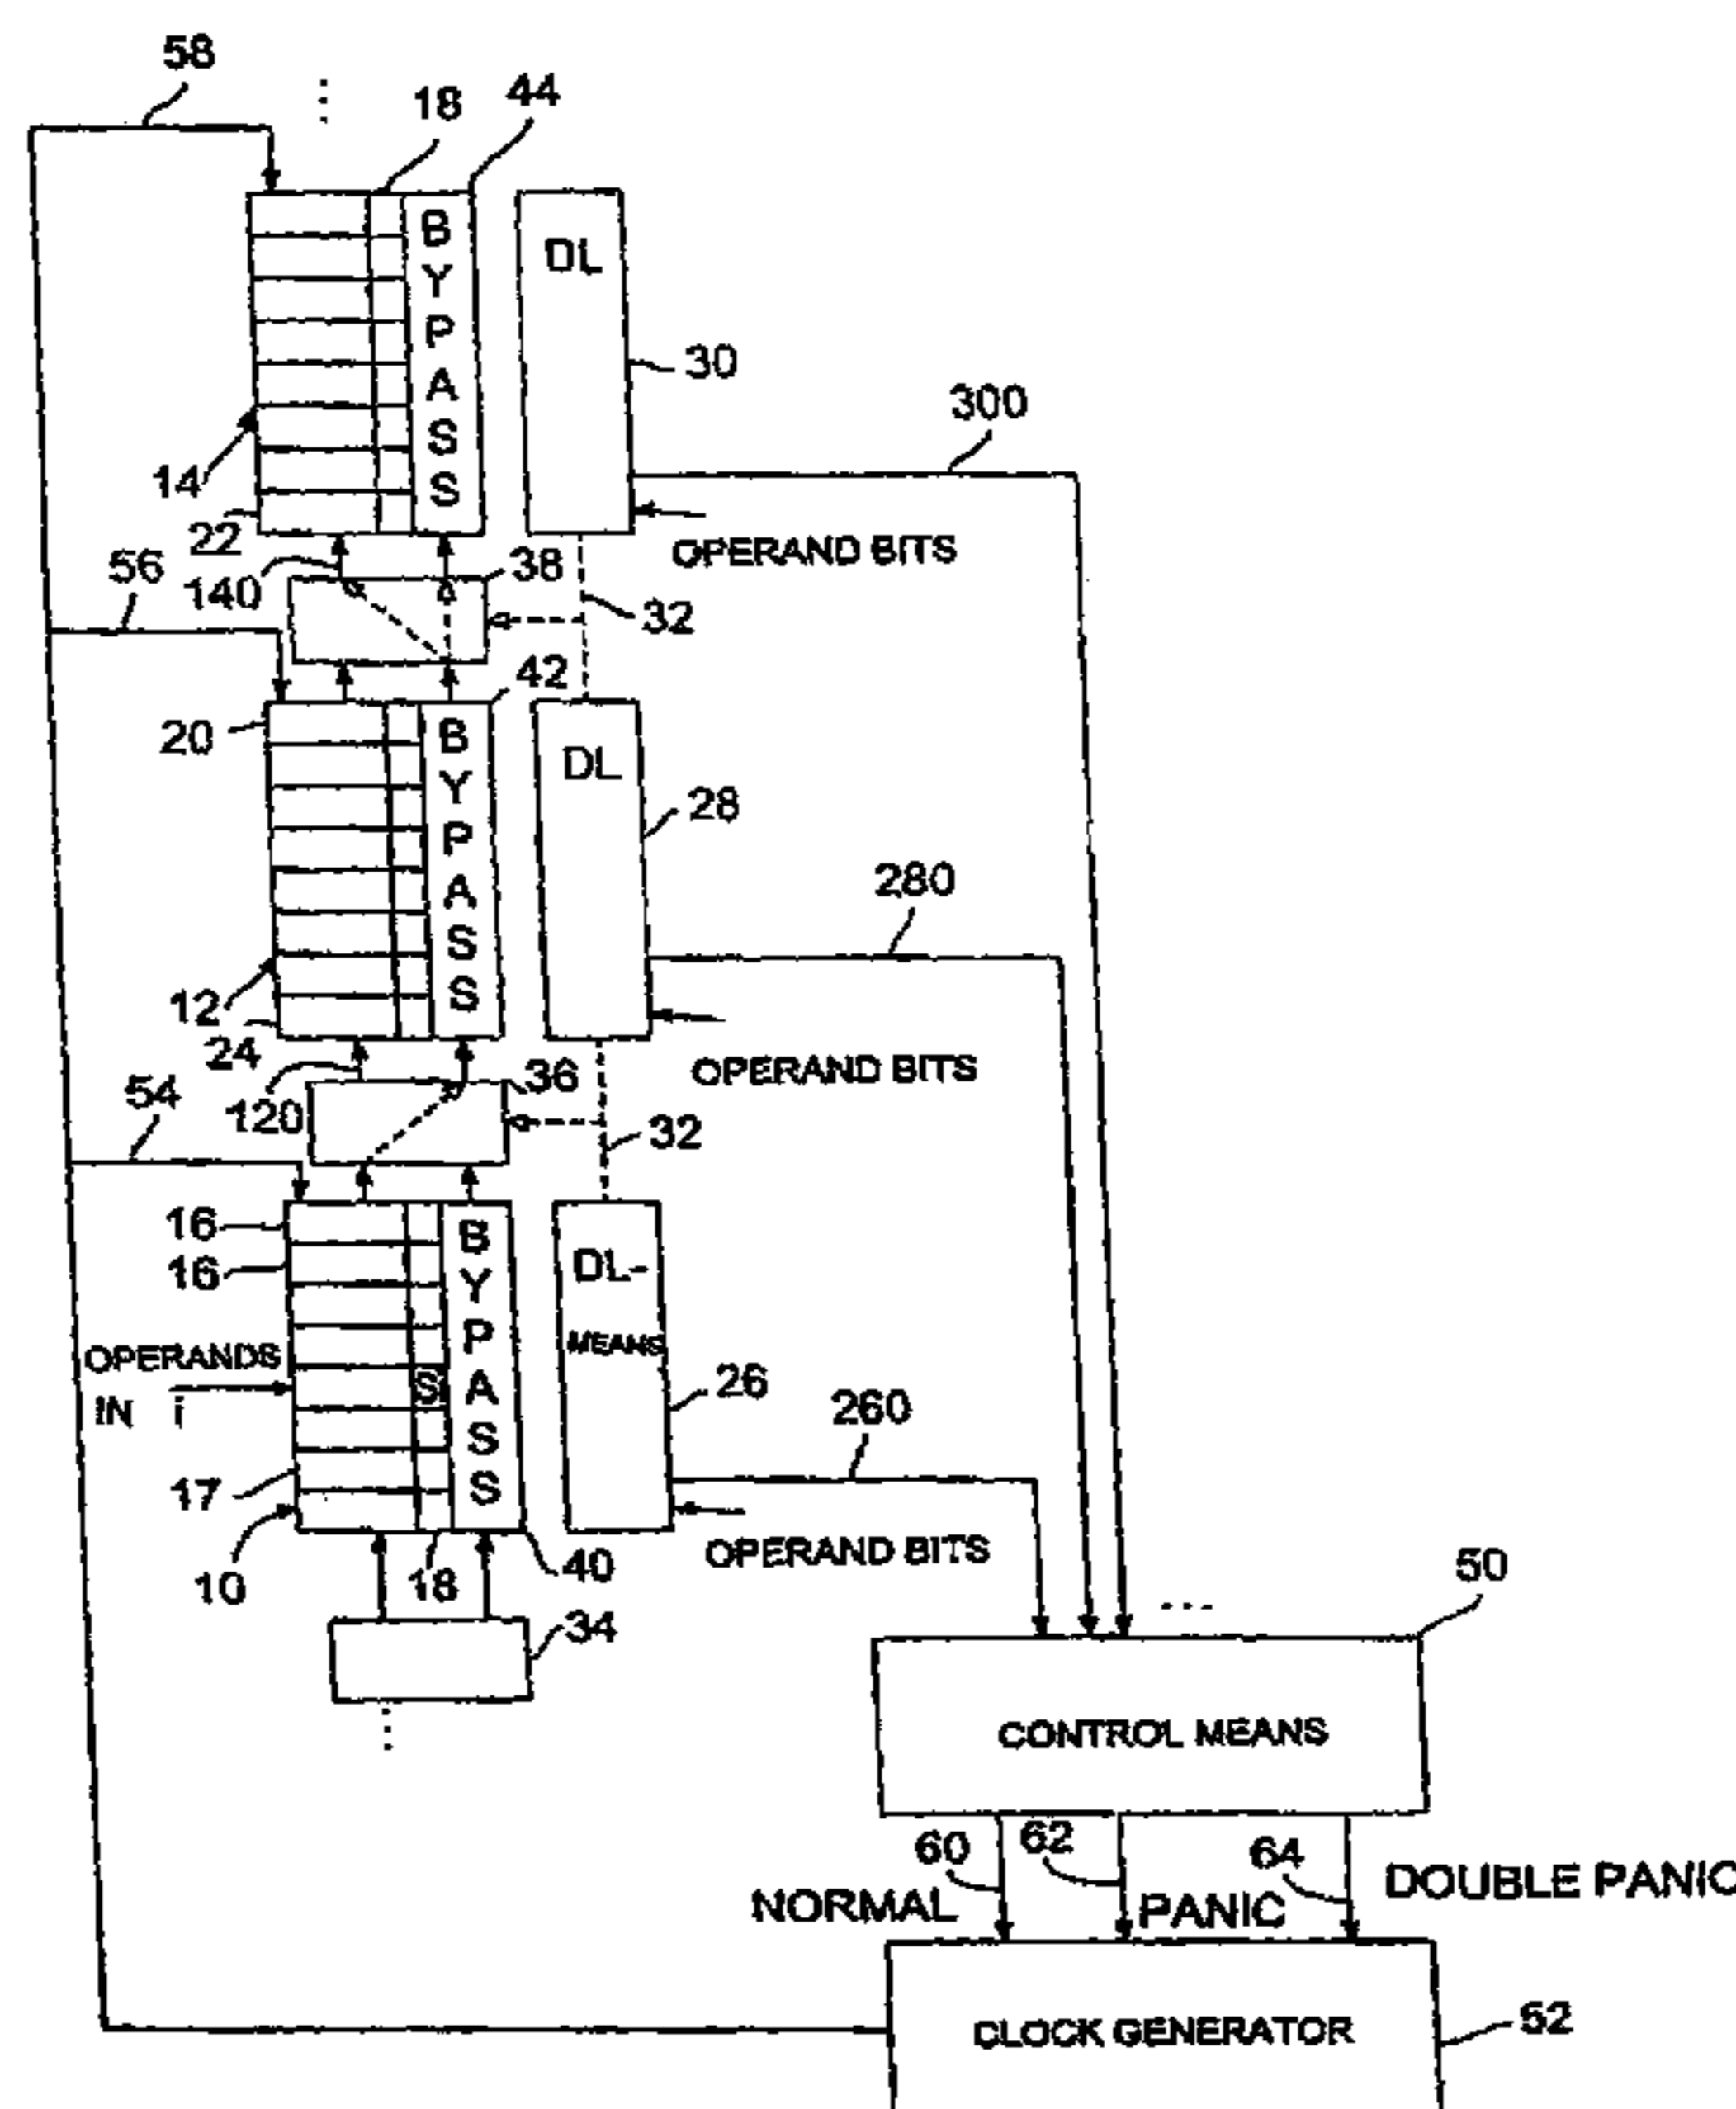 58
⋮
18
44
B
Y
P
A
S
S
DL
30
300
14
22
OPERAND BITS
56
140
38
32
42
20
B
Y
P
A
S
S
DL
28
280
12
24
OPERAND BITS
54
120
36
32
16
16
B
Y
P
A
S
S
DL-
MEANS
OPERANDS
IN i
S
26
260
17
10
18
40
OPERAND BITS
34
⋮
...
50
CONTROL MEANS
60
62
64
NORMAL
PANIC
DOUBLE PANIC
CLOCK GENERATOR
52